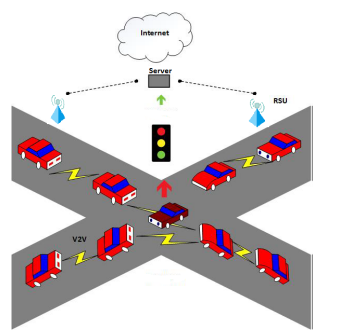 Internet
Server
RSU
V2V